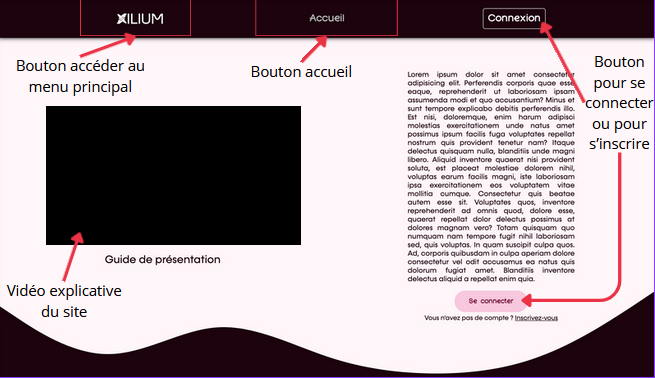 XILIUM
Accueil
Connexion
Bouton accéder au
menu principal
Bouton accueil
Bouton
pour se
connecter
ou pour
s'inscrire
Lorem ipsum dolor sit amet consectetur
adipisicing elit. Perferendis corporis quae esse
eaque, reprehenderit ut laboriosam ipsam
assumenda modi et quo accusantium? Minus et
sunt tempore explicabo debitis perferendis illo.
Est nisi, doloremque, enim harum adipisci
molestias exercitationem unde natus amet
possimus ipsum facilis fuga voluptates repellat
nostrum quis provident tenetur nam? Itaque
delectus quisquam nulla, blanditiis unde magni
libero. Aliquid inventore quaerat nisi provident
soluta, est placeat molestiae dolorem nihil,
voluptas earum facilis magni, iste laboriosam
ipsa exercitationem eos voluptatem vitae
mollitia cumque. Consectetur quis beatae
autem esse sit. Voluptates quos, inventore
reprehenderit ad omnis quod, dolore esse,
quaerat repellat dolor delectus possimus at
dolores magnam vero? Totam quisquam quo
numquam nam tempore fugit nihil laboriosam
sed, quis voluptas. In quam suscipit culpa quos.
Ad, corporis quibusdam in culpa aperiam dolore
consectetur vel odit accusamus ea natus quis
dolorum fugiat amet. Blanditiis inventore
delectus aliquid a repellat enim quia.
Guide de présentation
Vidéo explicative
du site
Se connecter
Vous n'avez pas de compte ? Inscrivez-vous